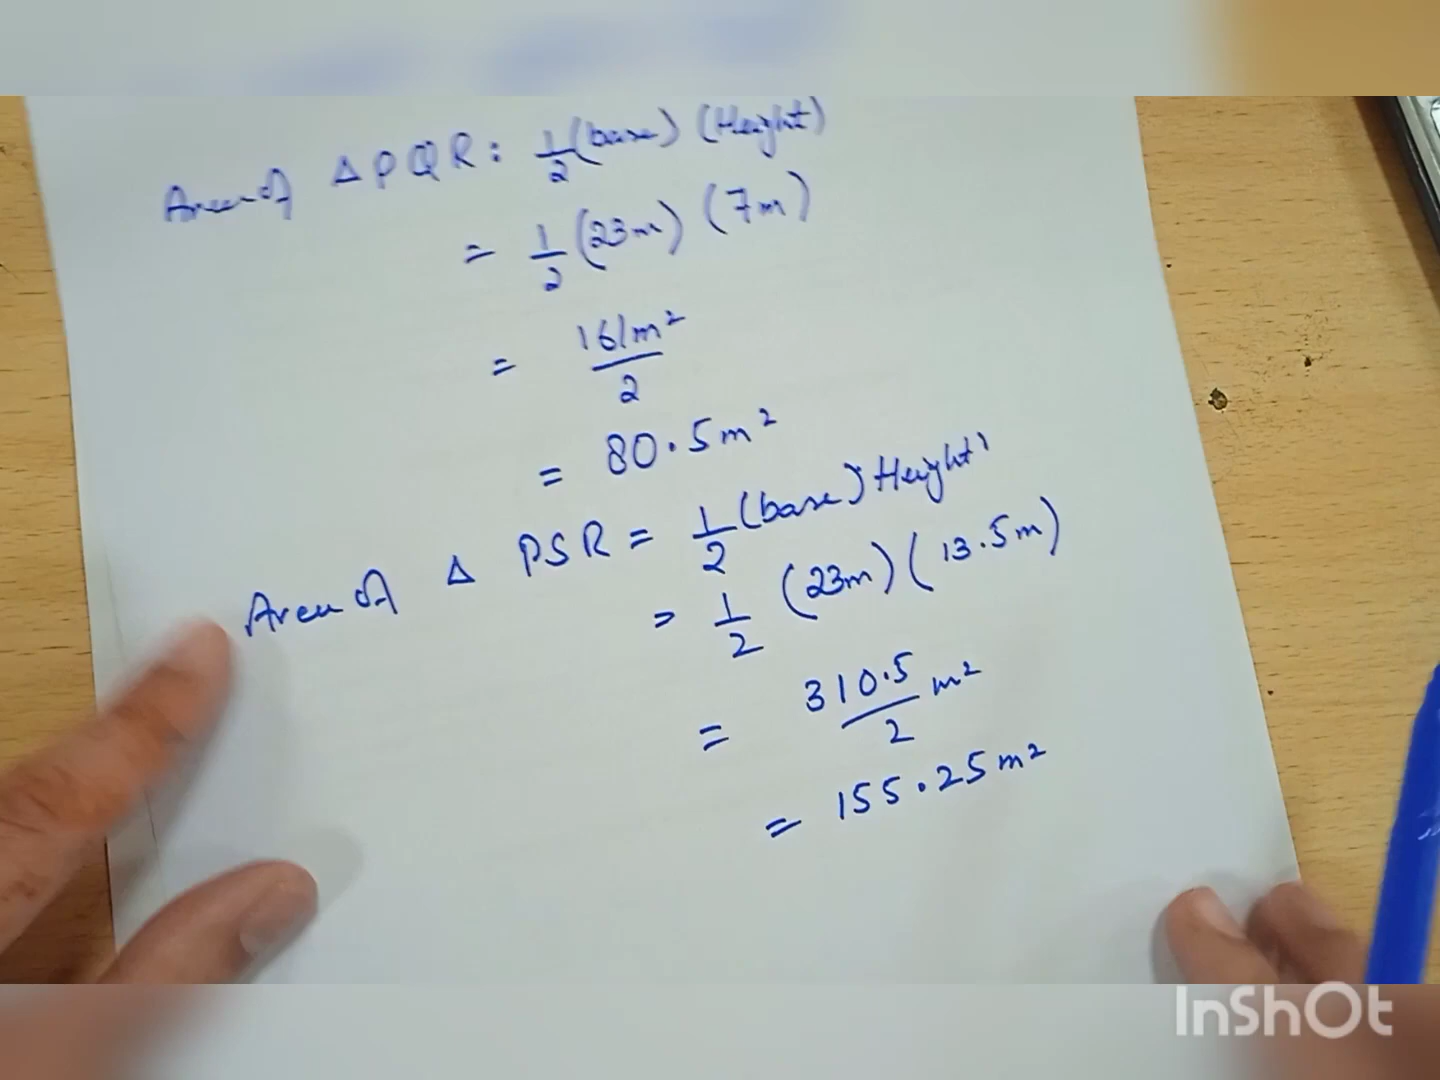 Area of Δ PQR: 1/2 (base) (Height)
= 1/2 (23m) (7m)
= 161m²/2
= 80.5m²
Area of Δ PSR = 1/2 (base) Height'
= 1/2 (23m) (13.5m)
= 310.5/2 m²
= 155.25m²
InShOt